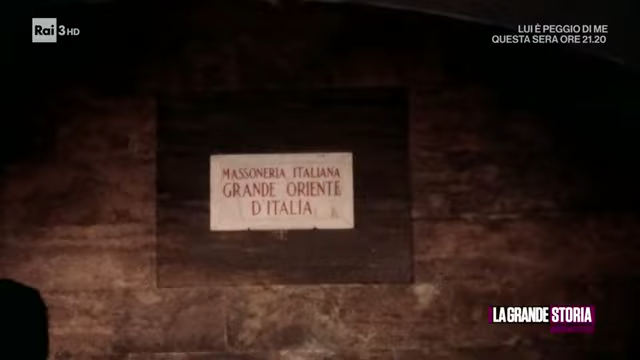 Rai 3HD
LUI È PEGGIO DI ME
QUESTA SERA ORE 21.20
MASSONERIA ITALIANA
GRANDE ORIENTE
D'ITALIA
LA GRANDE STORIA